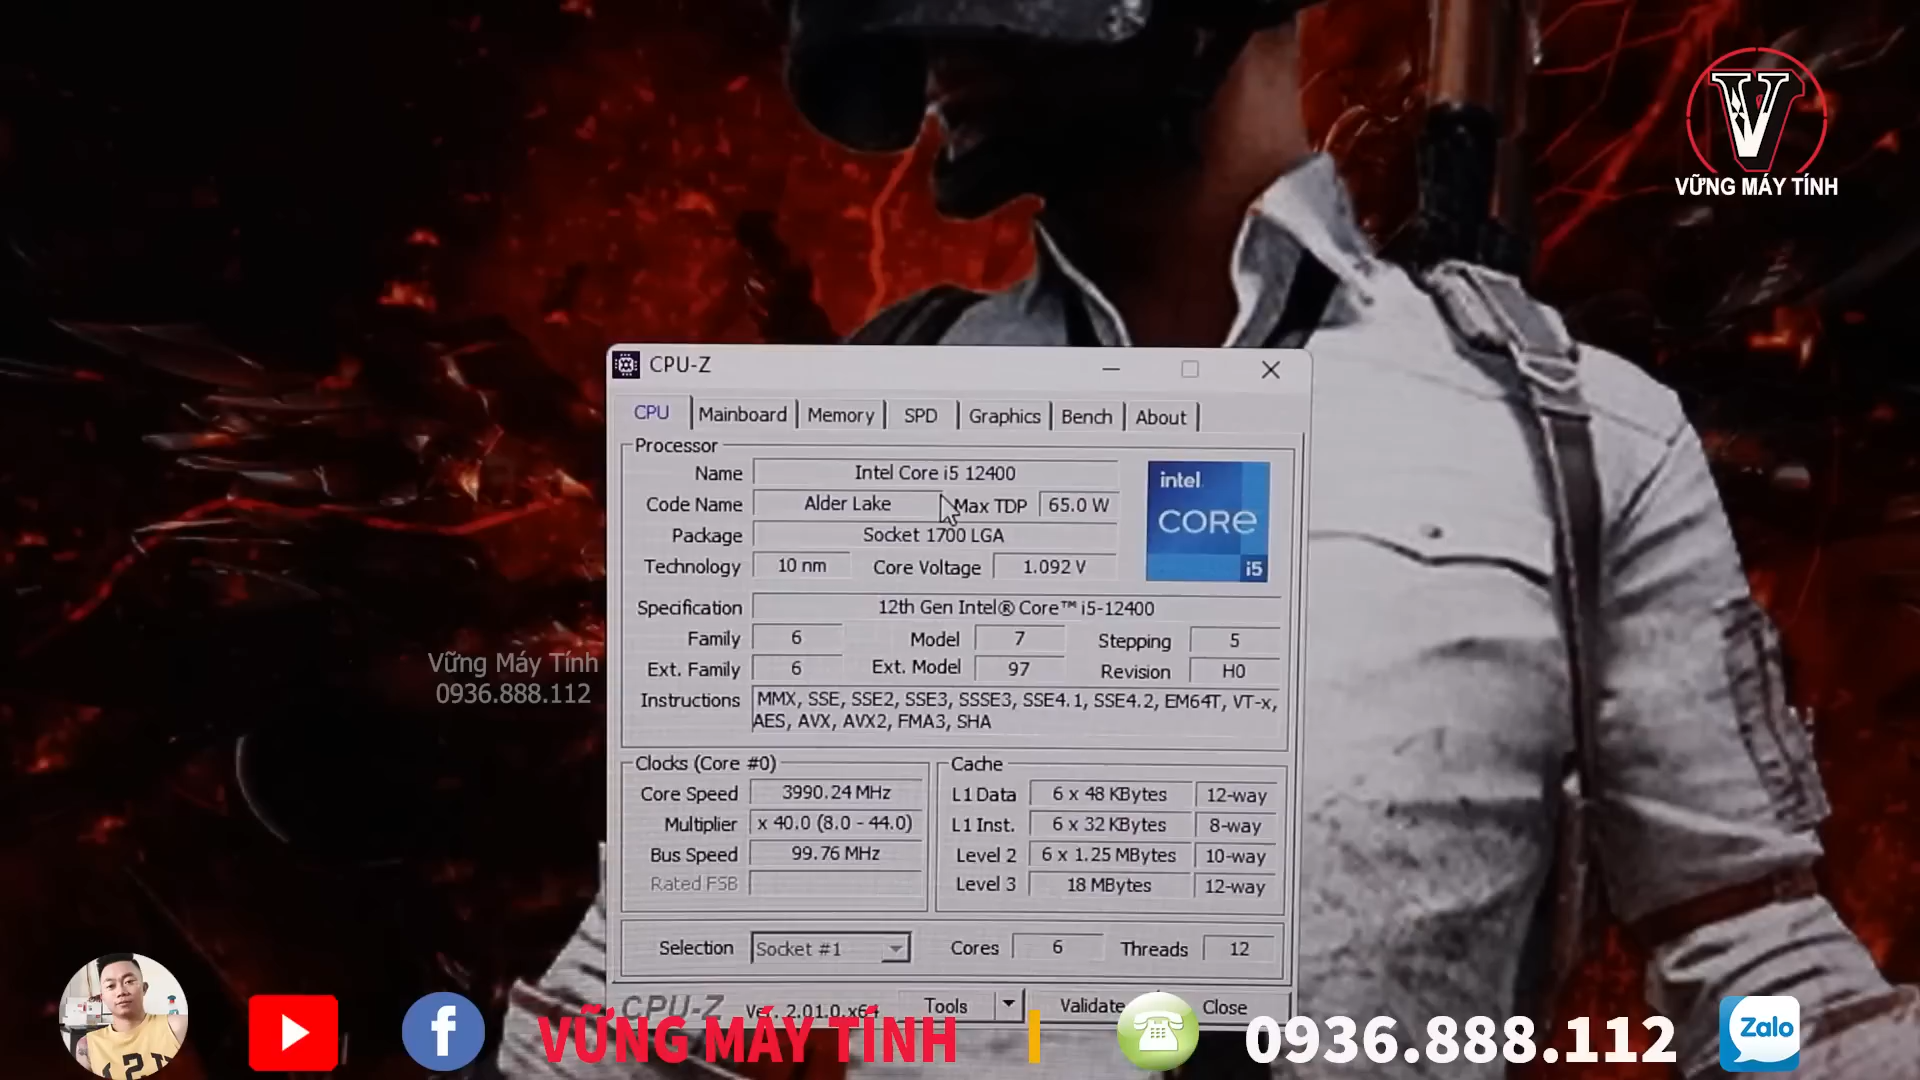 VỮNG MÁY TÍNH
CPU-Z
CPU Mainboard Memory SPD Graphics Bench About
Processor
Name Intel Core i5 12400
Code Name Alder Lake Max TDP 65.0 W
Package Socket 1700 LGA
Technology 10 nm Core Voltage 1.092 V
intel
CORE
i5
Specification 12th Gen Intel® Core™ i5-12400
Family 6 Model 7 Stepping 5
Ext. Family 6 Ext. Model 97 Revision H0
Instructions MMX, SSE, SSE2, SSE3, SSSE3, SSE4.1, SSE4.2, EM64T, VT-x,
AES, AVX, AVX2, FMA3, SHA
Vững Máy Tính
0936.888.112
Clocks (Core #0)
Core Speed 3990.24 MHz
Multiplier x 40.0 (8.0 - 44.0)
Bus Speed 99.76 MHz
Rated FSB
Cache
L1 Data 6 x 48 KBytes 12-way
L1 Inst. 6 x 32 KBytes 8-way
Level 2 6 x 1.25 MBytes 10-way
Level 3 18 MBytes 12-way
Selection Socket #1 Cores 6 Threads 12
CPU-Z Ver. 2.01.0.x64 Tools Validate Close
VỮNG MÁY TÍNH 0936.888.112
Zalo